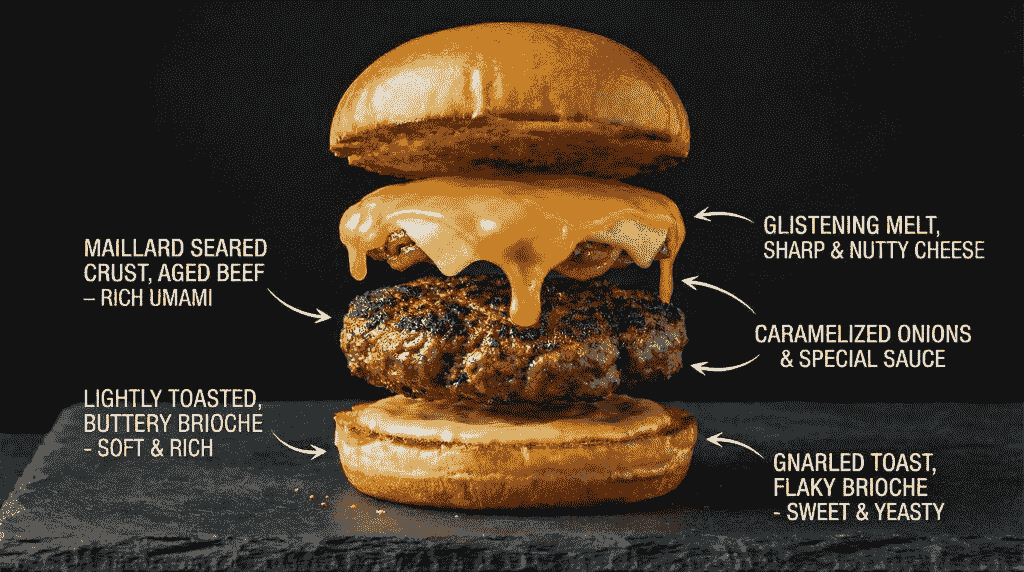 MAILLARD SEARED
CRUST, AGED BEEF
– RICH UMAMI
LIGHTLY TOASTED,
BUTTERY BRIOCHE
- SOFT & RICH
GLISTENING MELT,
SHARP & NUTTY CHEESE
CARAMELIZED ONIONS
& SPECIAL SAUCE
GNARLED TOAST,
FLAKY BRIOCHE
- SWEET & YEASTY